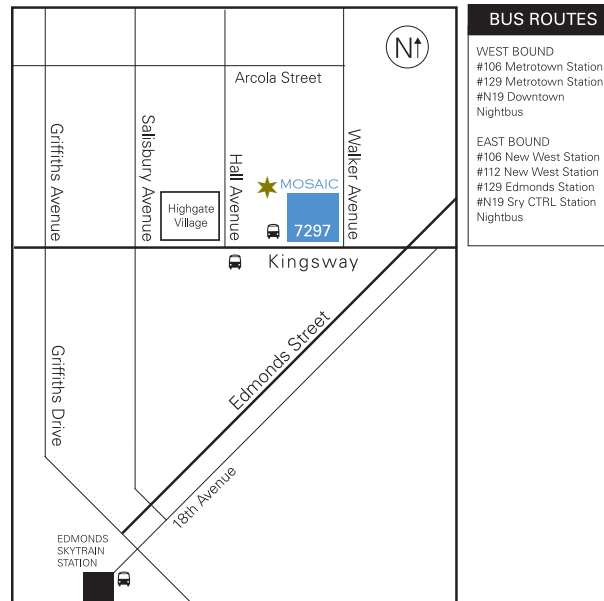 N
Arcola Street
Griffiths Avenue
Salisbury Avenue
Hall Avenue
Walker Avenue
MOSAIC
7297
Highgate
Village
Kingsway
Edmonds Street
Griffiths Drive
18th Avenue
EDMONDS
SKYTRAIN
STATION
BUS ROUTES
WEST BOUND
#106 Metrotown Station
#129 Metrotown Station
#N19 Downtown
Nightbus
EAST BOUND
#106 New West Station
#112 New West Station
#129 Edmonds Station
#N19 Sry CTRL Station
Nightbus